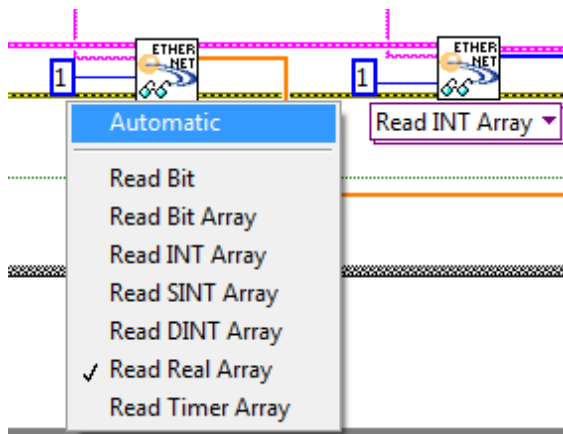 ETHER
NET
1
ETHER
NET
1
Automatic
Read INT Array
Read Bit
Read Bit Array
Read INT Array
Read SINT Array
Read DINT Array
Read Real Array
Read Timer Array